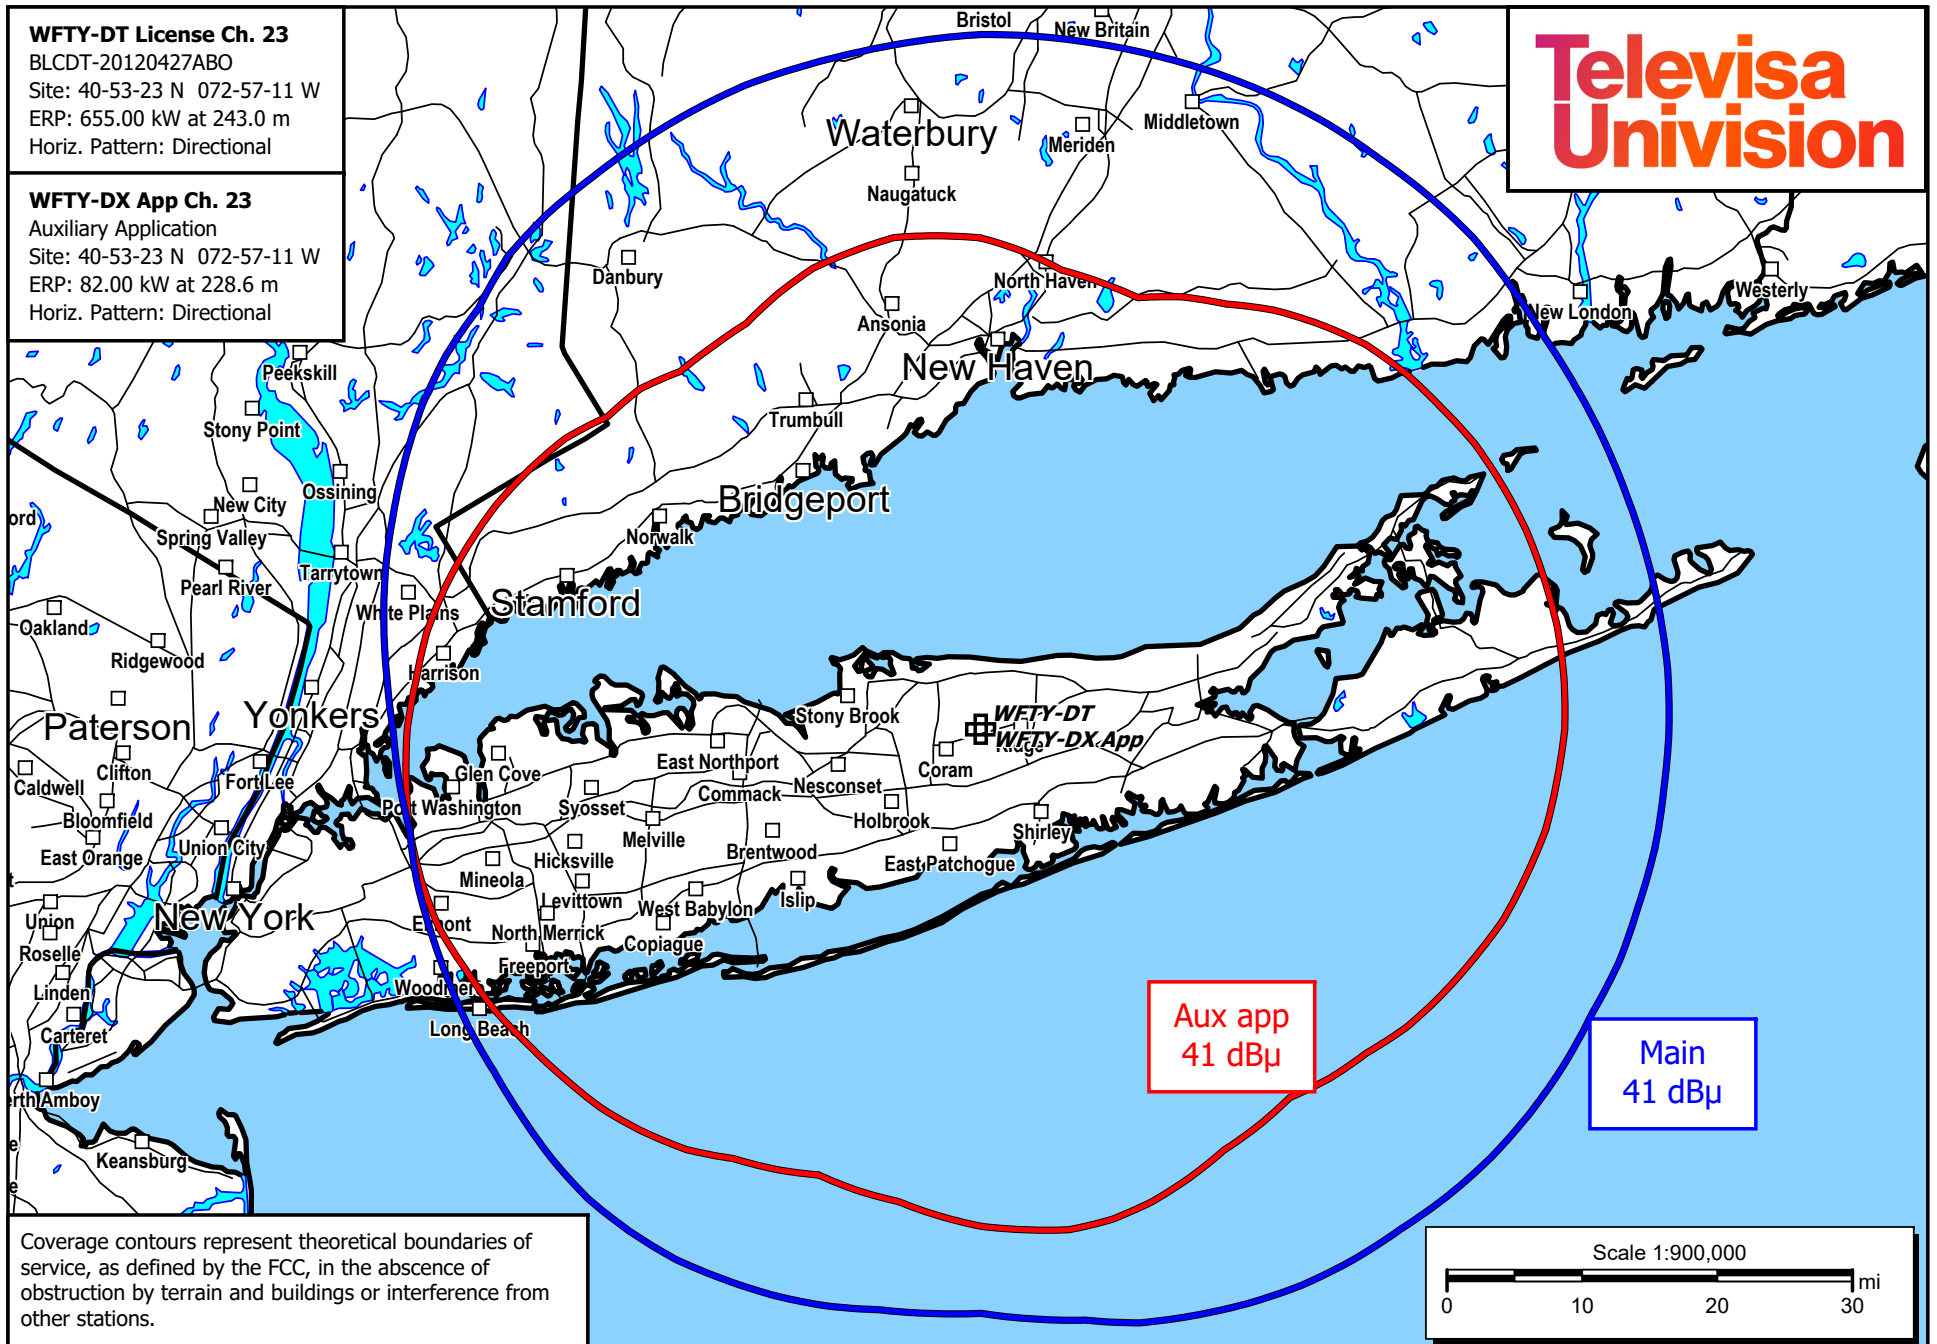 WFTY-DT License Ch. 23
BLCDT-20120427ABO
Site: 40-53-23 N 072-57-11 W
ERP: 655.00 kW at 243.0 m
Horiz. Pattern: Directional
WFTY-DX App Ch. 23
Auxiliary Application
Site: 40-53-23 N 072-57-11 W
ERP: 82.00 kW at 228.6 m
Horiz. Pattern: Directional
Televisa
Univision
Bristol
New Britain
Waterbury
Meriden
Middletown
Naugatuck
Danbury
North Haven
Ansonia
New London
Westerly
Peekskill
New Haven
Stony Point
Trumbull
New City
Ossining
Bridgeport
ord
Spring Valley
Norwalk
Tarrytown
Pearl River
White Plains
Stamford
Oakland
Ridgewood
Harrison
Paterson
Yonkers
Stony Brook
WFTY-DT
WFTY-DX App
Ridge
Clifton
Caldwell
Fort Lee
Glen Cove
East Northport
Nesconset
Coram
Bloomfield
Port Washington
Syosset
Commack
Holbrook
East Orange
Union City
Hicksville
Melville
Brentwood
Shirley
East Patchogue
Mineola
Levittown
West Babylon
Islip
Union
New York
Elmont
North Merrick
Copiague
Roselle
Freeport
Linden
Woodmere
Long Beach
Carteret
erth Amboy
Keansburg
e
e
t
Aux app
41 dBµ
Main
41 dBµ
Coverage contours represent theoretical boundaries of
service, as defined by the FCC, in the abscence of
obstruction by terrain and buildings or interference from
other stations.
Scale 1:900,000
mi
0 10 20 30